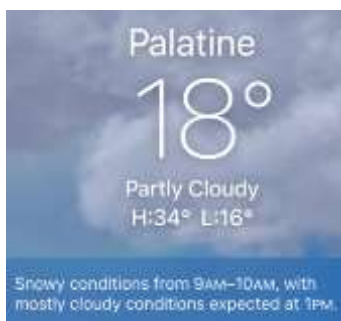 Palatine
18°
Partly Cloudy
H:34° L:16°
Snowy conditions from 9AM–10AM, with
mostly cloudy conditions expected at 1PM.